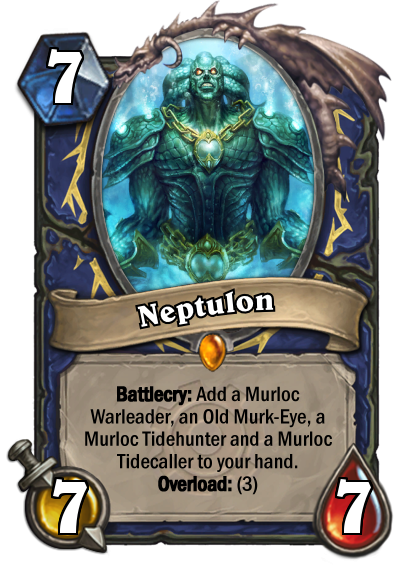 7
Neptulon
Battlecry: Add a Murloc
Warleader, an Old Murk-Eye, a
Murloc Tidehunter and a Murloc
Tidecaller to your hand.
Overload: (3)
7
7